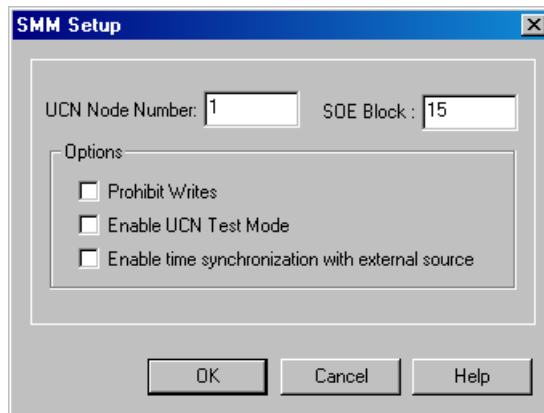 SMM Setup
UCN Node Number: 1 SOE Block : 15
Options
Prohibit Writes
Enable UCN Test Mode
Enable time synchronization with external source
OK Cancel Help